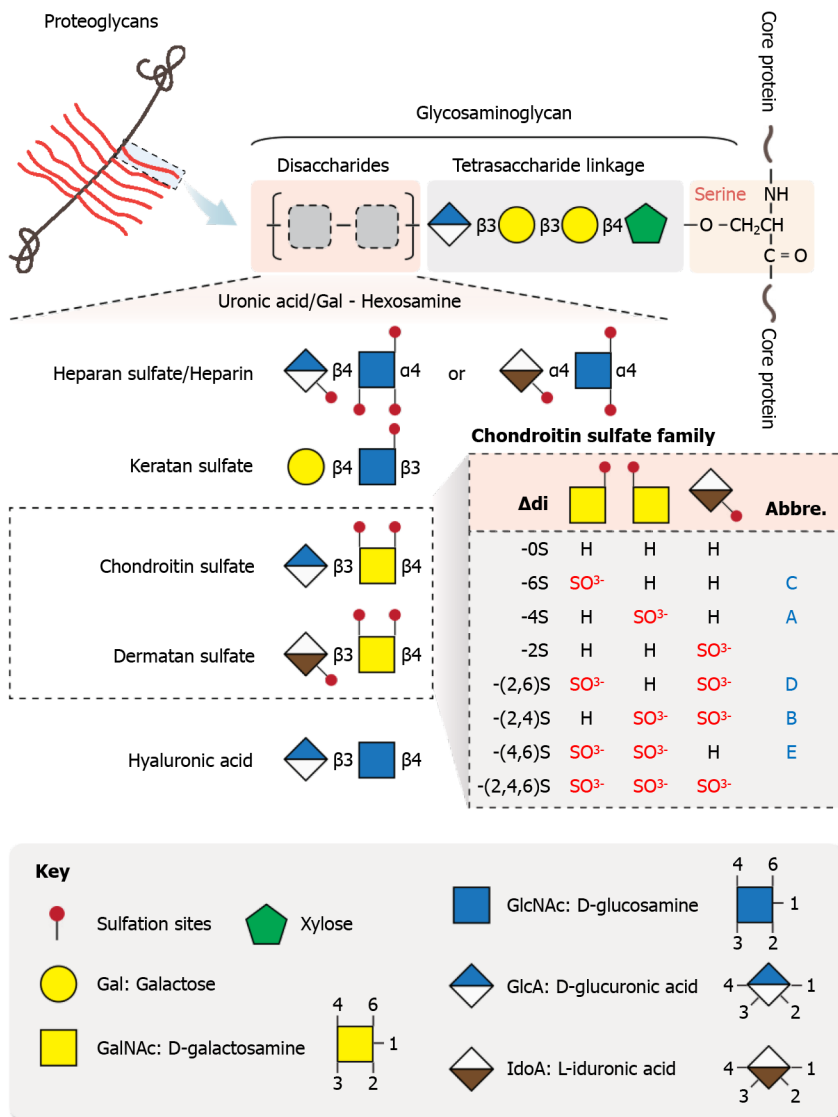 Proteoglycans
Core protein
Glycosaminoglycan
Disaccharides
Tetrasaccharide linkage
Serine
NH
β3
β3
β4
O
CH₂CH
C = O
Core protein
Uronic acid/Gal - Hexosamine
Heparan sulfate/Heparin
β4
α4
or
α4
α4
Keratan sulfate
β4
β3
Chondroitin sulfate
β3
β4
Dermatan sulfate
β3
β4
Hyaluronic acid
β3
β4
Chondroitin sulfate family
Δdi Abbre.
-0S H H H
-6S SO³⁻ H H C
-4S H SO³⁻ H A
-2S H H SO³⁻
-(2,6)S SO³⁻ H SO³⁻ D
-(2,4)S H SO³⁻ SO³⁻ B
-(4,6)S SO³⁻ SO³⁻ H E
-(2,4,6)S SO³⁻ SO³⁻ SO³⁻
Key
Sulfation sites
Xylose
Gal: Galactose
GalNAc: D-galactosamine
4 6
1
3 2
GlcNAc: D-glucosamine
4 6
1
3 2
GlcA: D-glucuronic acid
4 1
3 2
IdoA: L-iduronic acid
4 1
3 2